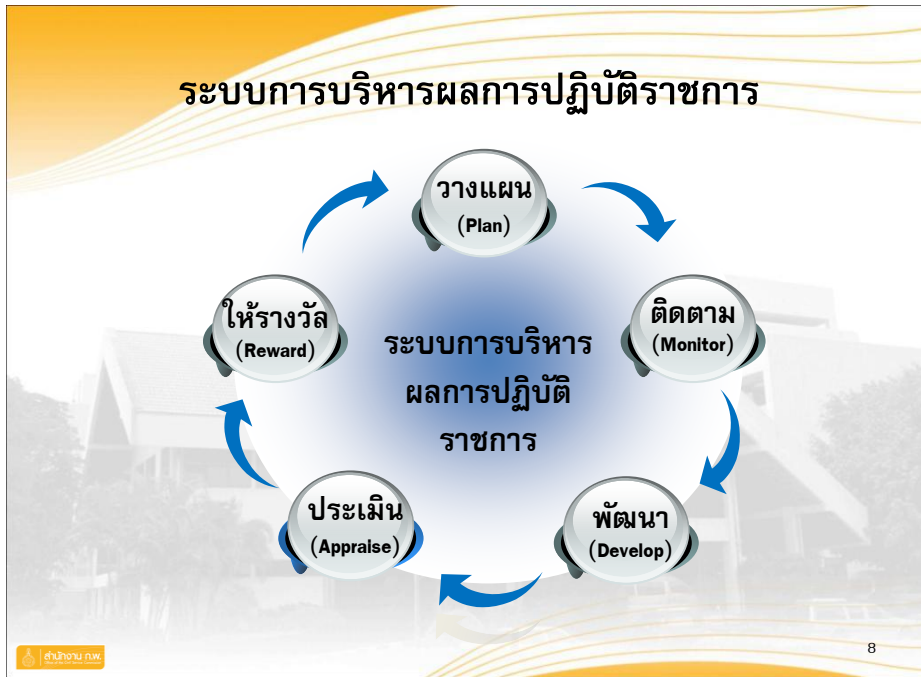 ระบบการบริหารผลการปฏิบัติราชการ
วางแผน
(Plan)
ติดตาม
(Monitor)
พัฒนา
(Develop)
ประเมิน
(Appraise)
ให้รางวัล
(Reward)
ระบบการบริหาร
ผลการปฏิบัติ
ราชการ
สำนักงาน ก.พ.
8